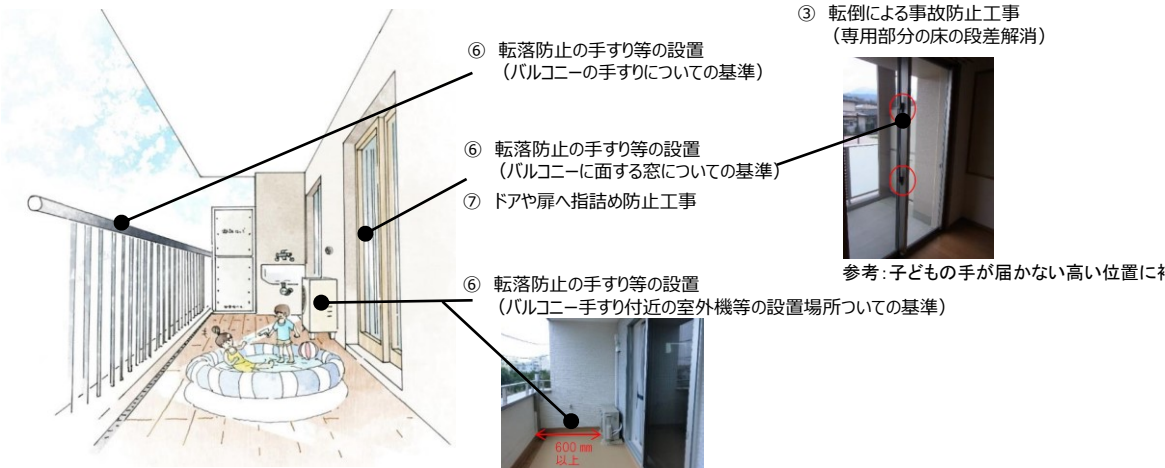 ③ 転倒による事故防止工事
（専用部分の床の段差解消）
⑥ 転落防止の手すり等の設置
（バルコニーの手すりについての基準）
⑥ 転落防止の手すり等の設置
（バルコニーに面する窓についての基準）
⑦ ドアや扉へ指詰め防止工事
参考：子どもの手が届かない高い位置に
⑥ 転落防止の手すり等の設置
（バルコニー手すり付近の室外機等の設置場所ついての基準）
600 mm
以上